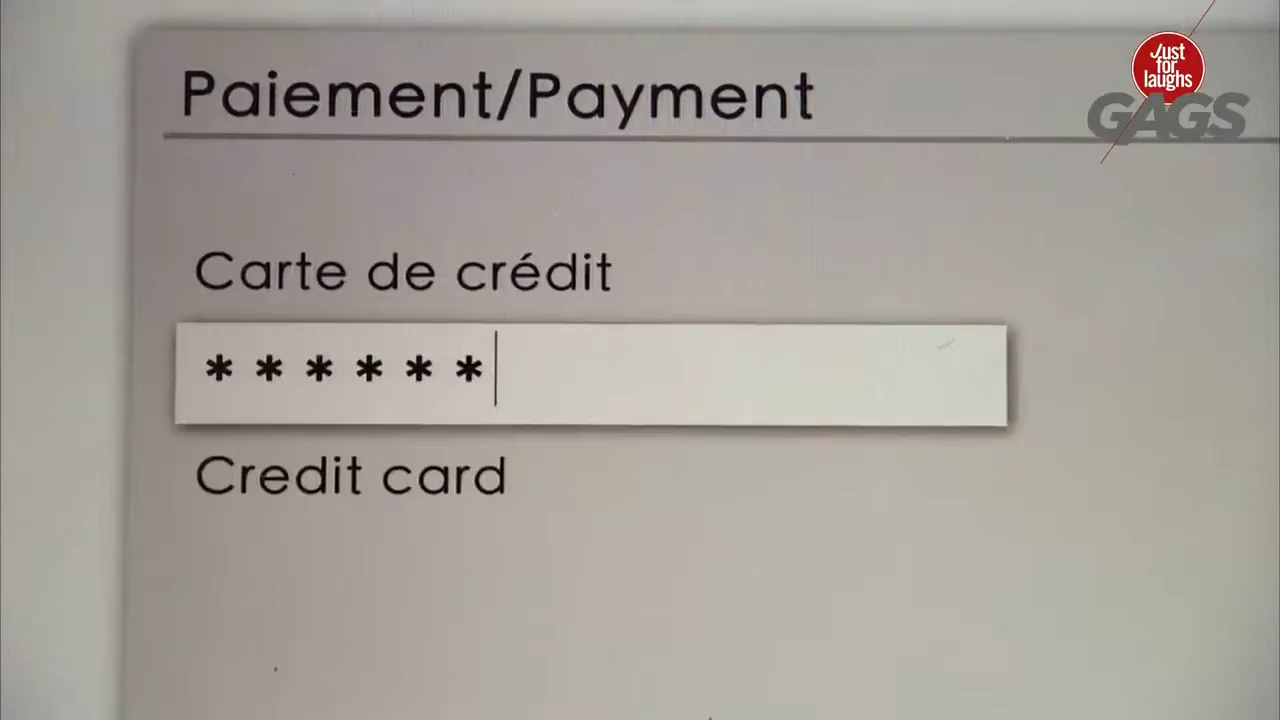 Just
for
laughs
GAGS
Paiement/Payment
Carte de crédit
******
Credit card